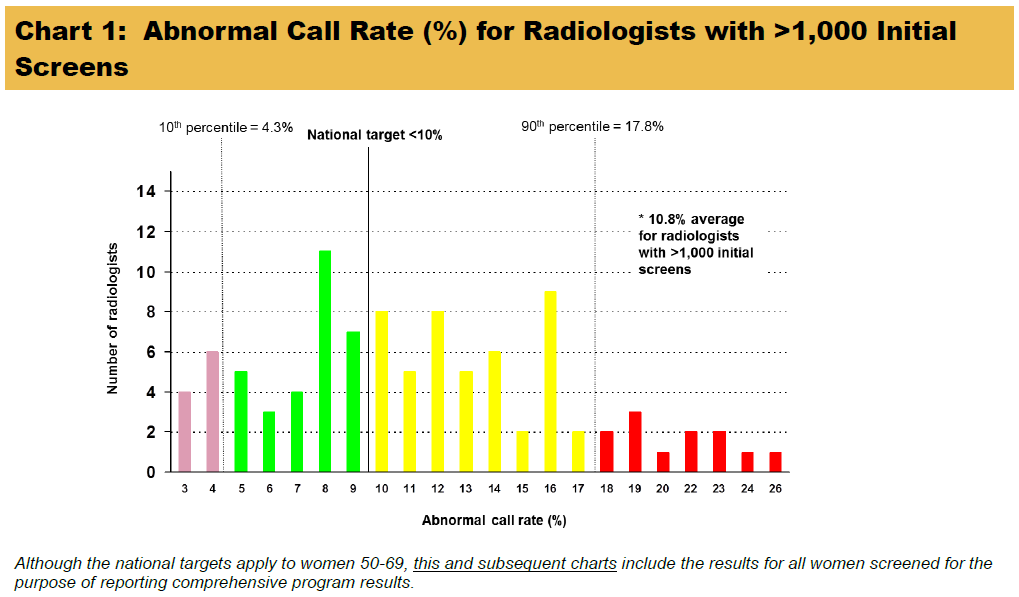 Chart 1:  Abnormal Call Rate (%) for Radiologists with >1,000 Initial
Screens
10th percentile = 4.3%
National target <10%
90th percentile = 17.8%
* 10.8% average
for radiologists
with >1,000 initial
screens
Number of radiologists
14
12
10
8
6
4
2
0
3 4 5 6 7 8 9 10 11 12 13 14 15 16 17 18 19 20 22 23 24 26
Abnormal call rate (%)
Although the national targets apply to women 50-69, this and subsequent charts include the results for all women screened for the
purpose of reporting comprehensive program results.